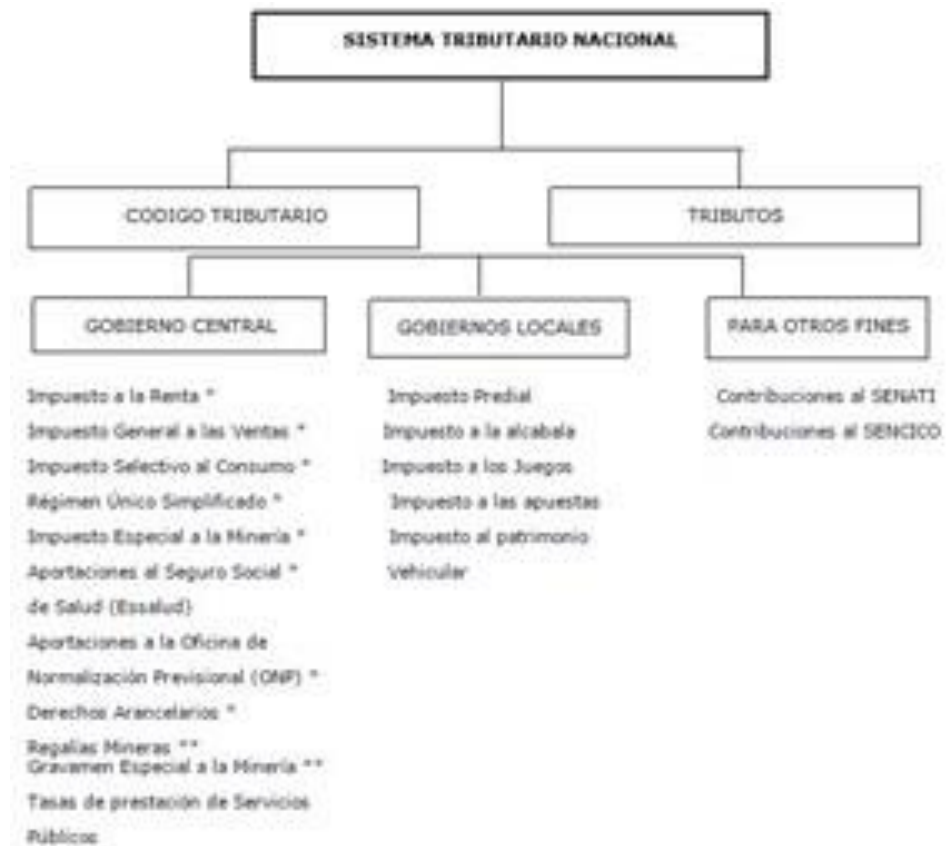 SISTEMA TRIBUTARIO NACIONAL
CODIGO TRIBUTARIO
TRIBUTOS
GOBIERNO CENTRAL
GOBIERNOS LOCALES
PARA OTROS FINES
Impuesto a la Renta *
Impuesto General a las Ventas *
Impuesto Selectivo al Consumo *
Régimen Único Simplificado *
Impuesto Especial a la Minería *
Aportaciones al Seguro Social *
de Salud (Essalud)
Aportaciones a la Oficina de
Normalización Previsional (ONP) *
Derechos Arancelarios *
Regalías Mineras **
Gravamen Especial a la Minería **
Tasas de prestación de Servicios
Públicos
Impuesto Predial
Impuesto a la alcabala
Impuesto a los Juegos
Impuesto a las apuestas
Impuesto al patrimonio
Vehicular
Contribuciones al SENATI
Contribuciones al SENCICO